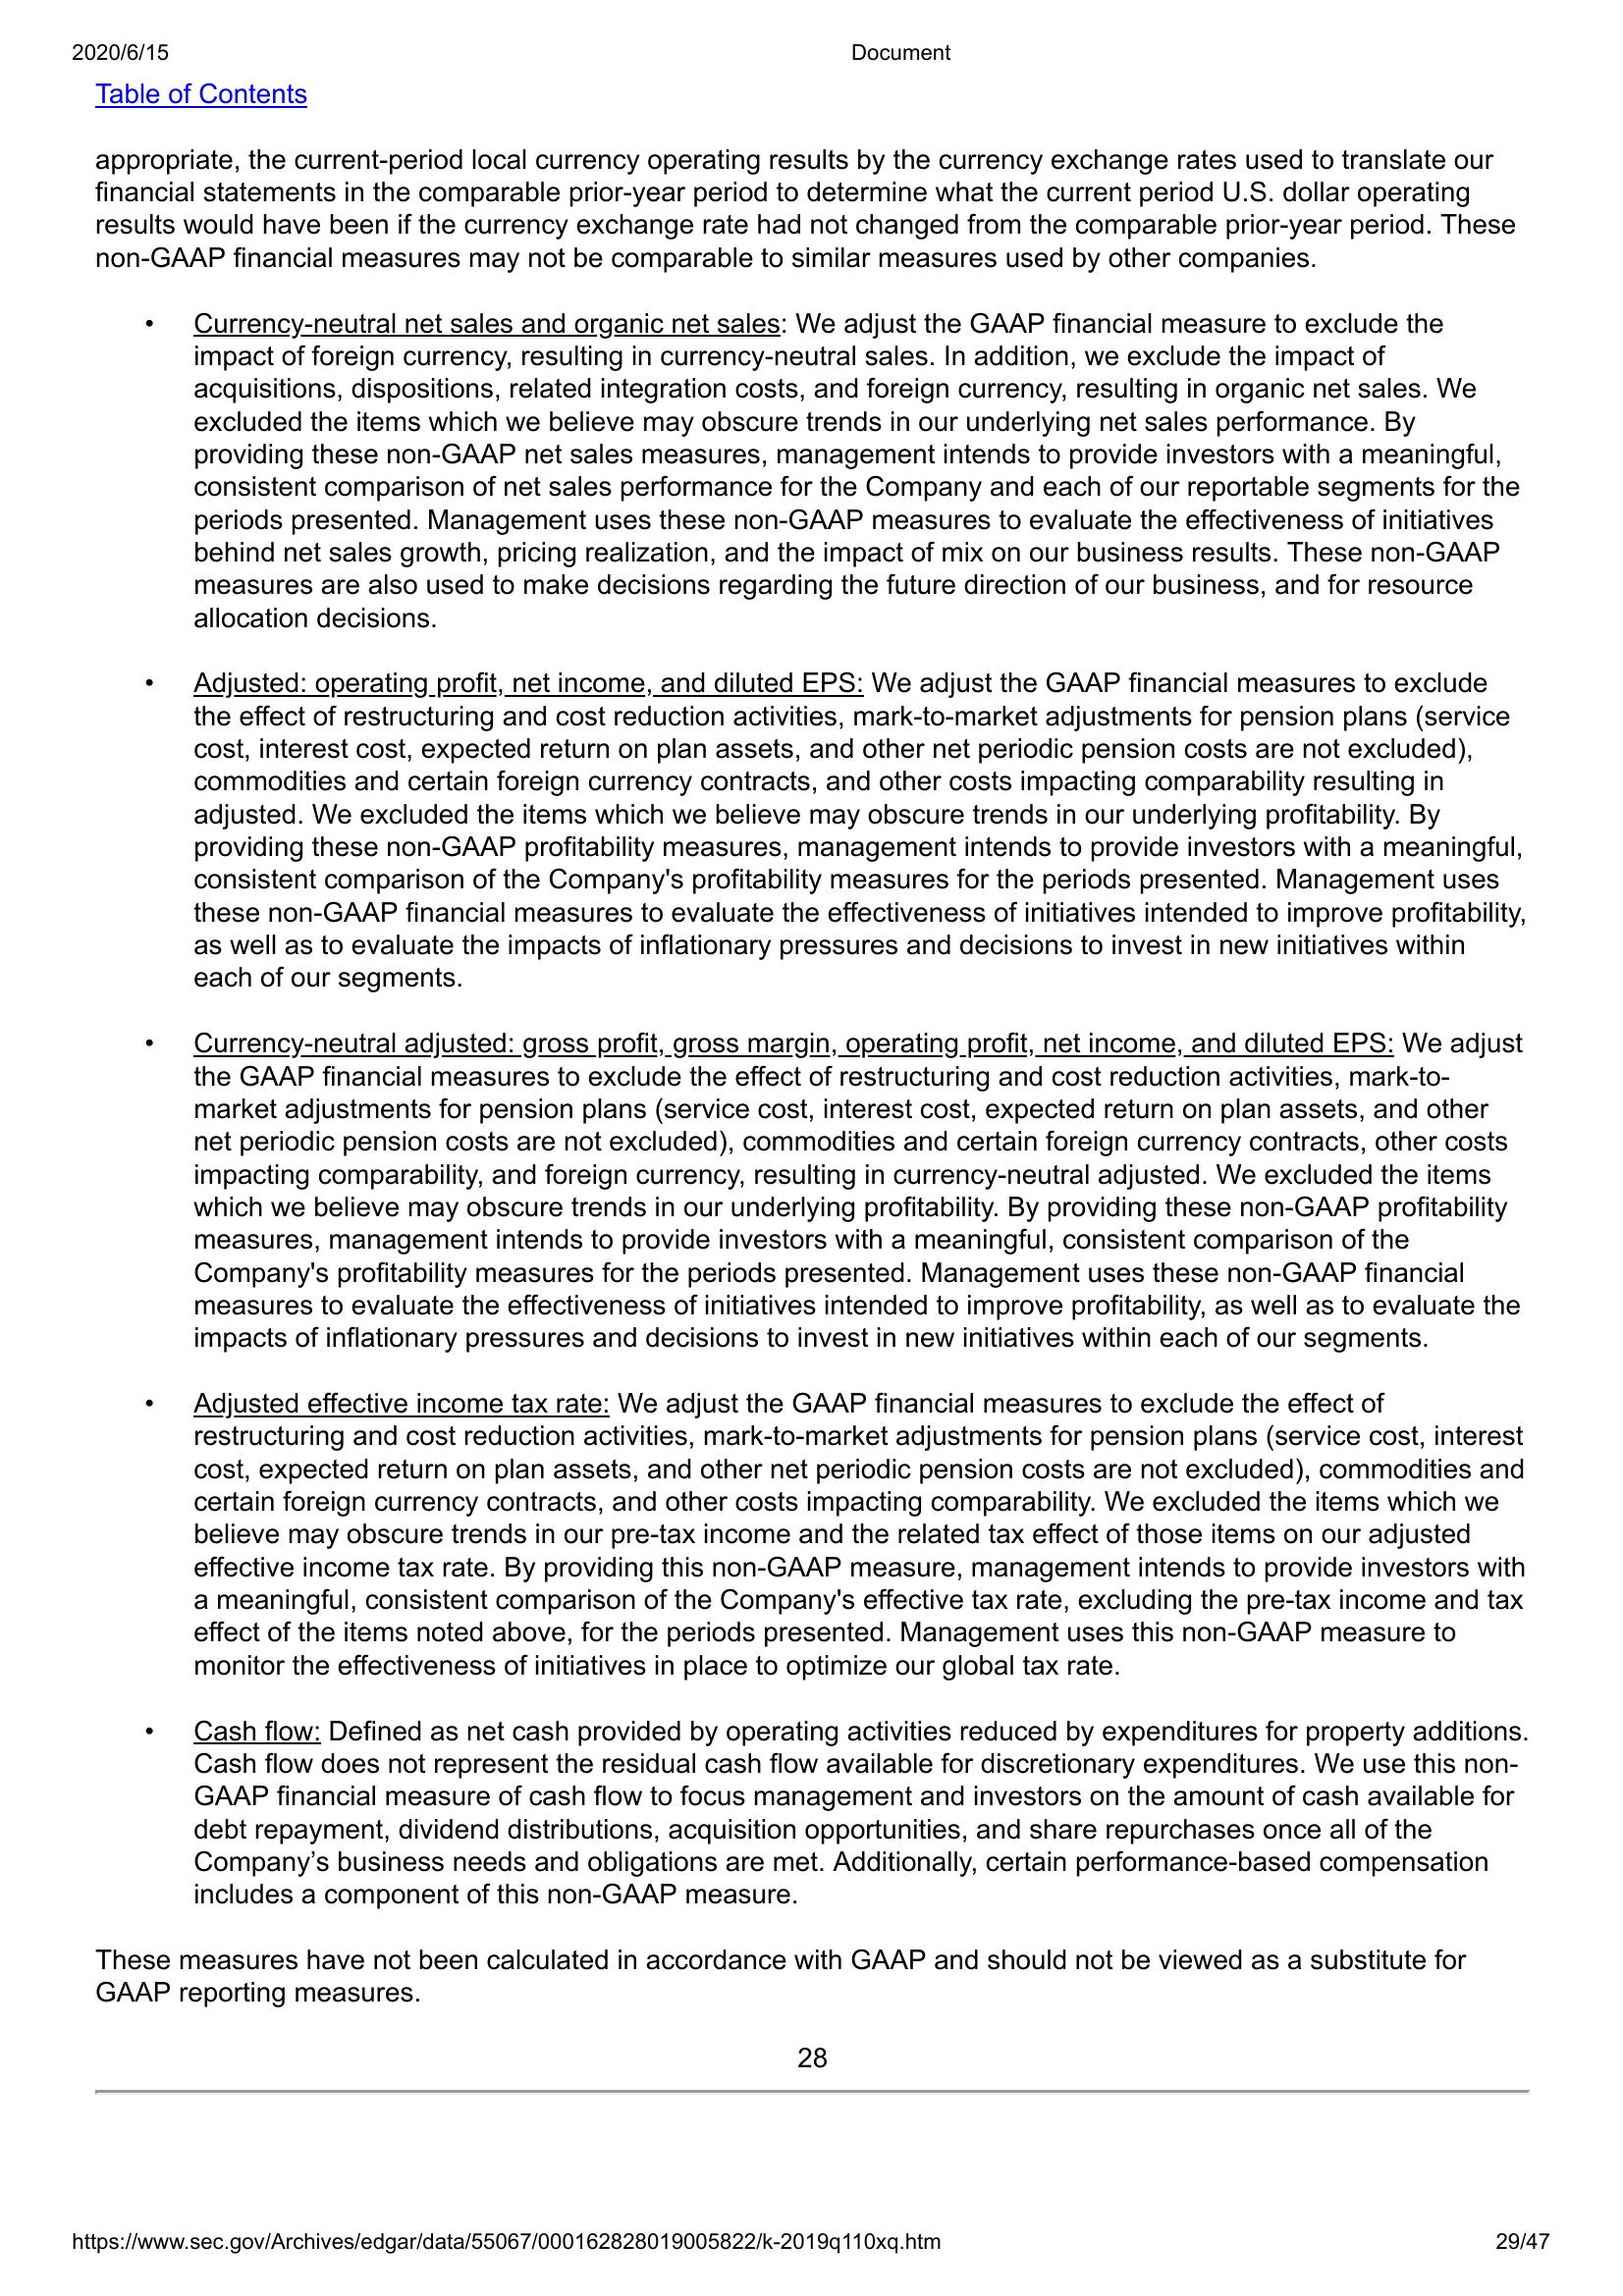 2020/6/15
Document
Table of Contents
appropriate, the current-period local currency operating results by the currency exchange rates used to translate our
financial statements in the comparable prior-year period to determine what the current period U.S. dollar operating
results would have been if the currency exchange rate had not changed from the comparable prior-year period. These
non-GAAP financial measures may not be comparable to similar measures used by other companies.
• Currency-neutral net sales and organic net sales: We adjust the GAAP financial measure to exclude the
impact of foreign currency, resulting in currency-neutral sales. In addition, we exclude the impact of
acquisitions, dispositions, related integration costs, and foreign currency, resulting in organic net sales. We
excluded the items which we believe may obscure trends in our underlying net sales performance. By
providing these non-GAAP net sales measures, management intends to provide investors with a meaningful,
consistent comparison of net sales performance for the Company and each of our reportable segments for the
periods presented. Management uses these non-GAAP measures to evaluate the effectiveness of initiatives
behind net sales growth, pricing realization, and the impact of mix on our business results. These non-GAAP
measures are also used to make decisions regarding the future direction of our business, and for resource
allocation decisions.
• Adjusted: operating profit, net income, and diluted EPS: We adjust the GAAP financial measures to exclude
the effect of restructuring and cost reduction activities, mark-to-market adjustments for pension plans (service
cost, interest cost, expected return on plan assets, and other net periodic pension costs are not excluded),
commodities and certain foreign currency contracts, and other costs impacting comparability resulting in
adjusted. We excluded the items which we believe may obscure trends in our underlying profitability. By
providing these non-GAAP profitability measures, management intends to provide investors with a meaningful,
consistent comparison of the Company's profitability measures for the periods presented. Management uses
these non-GAAP financial measures to evaluate the effectiveness of initiatives intended to improve profitability,
as well as to evaluate the impacts of inflationary pressures and decisions to invest in new initiatives within
each of our segments.
• Currency-neutral adjusted: gross profit, gross margin, operating profit, net income, and diluted EPS: We adjust
the GAAP financial measures to exclude the effect of restructuring and cost reduction activities, mark-to-
market adjustments for pension plans (service cost, interest cost, expected return on plan assets, and other
net periodic pension costs are not excluded), commodities and certain foreign currency contracts, other costs
impacting comparability, and foreign currency, resulting in currency-neutral adjusted. We excluded the items
which we believe may obscure trends in our underlying profitability. By providing these non-GAAP profitability
measures, management intends to provide investors with a meaningful, consistent comparison of the
Company's profitability measures for the periods presented. Management uses these non-GAAP financial
measures to evaluate the effectiveness of initiatives intended to improve profitability, as well as to evaluate the
impacts of inflationary pressures and decisions to invest in new initiatives within each of our segments.
• Adjusted effective income tax rate: We adjust the GAAP financial measures to exclude the effect of
restructuring and cost reduction activities, mark-to-market adjustments for pension plans (service cost, interest
cost, expected return on plan assets, and other net periodic pension costs are not excluded), commodities and
certain foreign currency contracts, and other costs impacting comparability. We excluded the items which we
believe may obscure trends in our pre-tax income and the related tax effect of those items on our adjusted
effective income tax rate. By providing this non-GAAP measure, management intends to provide investors with
a meaningful, consistent comparison of the Company's effective tax rate, excluding the pre-tax income and tax
effect of the items noted above, for the periods presented. Management uses this non-GAAP measure to
monitor the effectiveness of initiatives in place to optimize our global tax rate.
• Cash flow: Defined as net cash provided by operating activities reduced by expenditures for property additions.
Cash flow does not represent the residual cash flow available for discretionary expenditures. We use this non-
GAAP financial measure of cash flow to focus management and investors on the amount of cash available for
debt repayment, dividend distributions, acquisition opportunities, and share repurchases once all of the
Company’s business needs and obligations are met. Additionally, certain performance-based compensation
includes a component of this non-GAAP measure.
These measures have not been calculated in accordance with GAAP and should not be viewed as a substitute for
GAAP reporting measures.
28
https://www.sec.gov/Archives/edgar/data/55067/000162828019005822/k-2019q110xq.htm
29/47